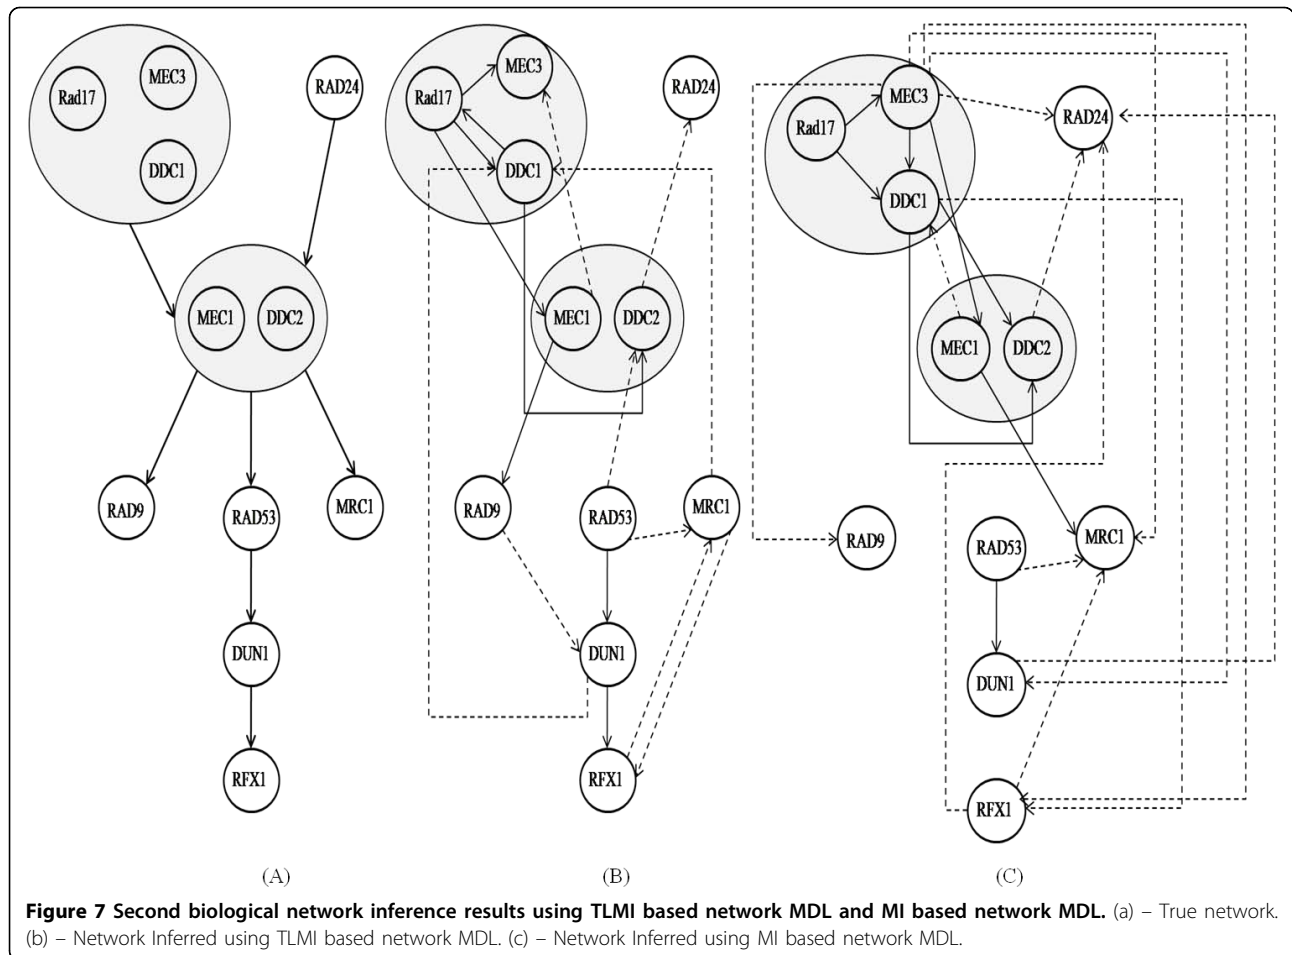 MEC3
Rad17
DDC1
RAD24
MEC1
DDC2
RAD9
RAD53
MRC1
DUN1
RFX1
(A)
MEC3
Rad17
DDC1
RAD24
MEC1
DDC2
RAD9
RAD53
MRC1
DUN1
RFX1
(B)
MEC3
Rad17
RAD24
DDC1
MEC1
DDC2
RAD9
RAD53
MRC1
DUN1
RFX1
(C)
Figure 7 Second biological network inference results using TLMI based network MDL and MI based network MDL. (a) – True network.
(b) – Network Inferred using TLMI based network MDL. (c) – Network Inferred using MI based network MDL.